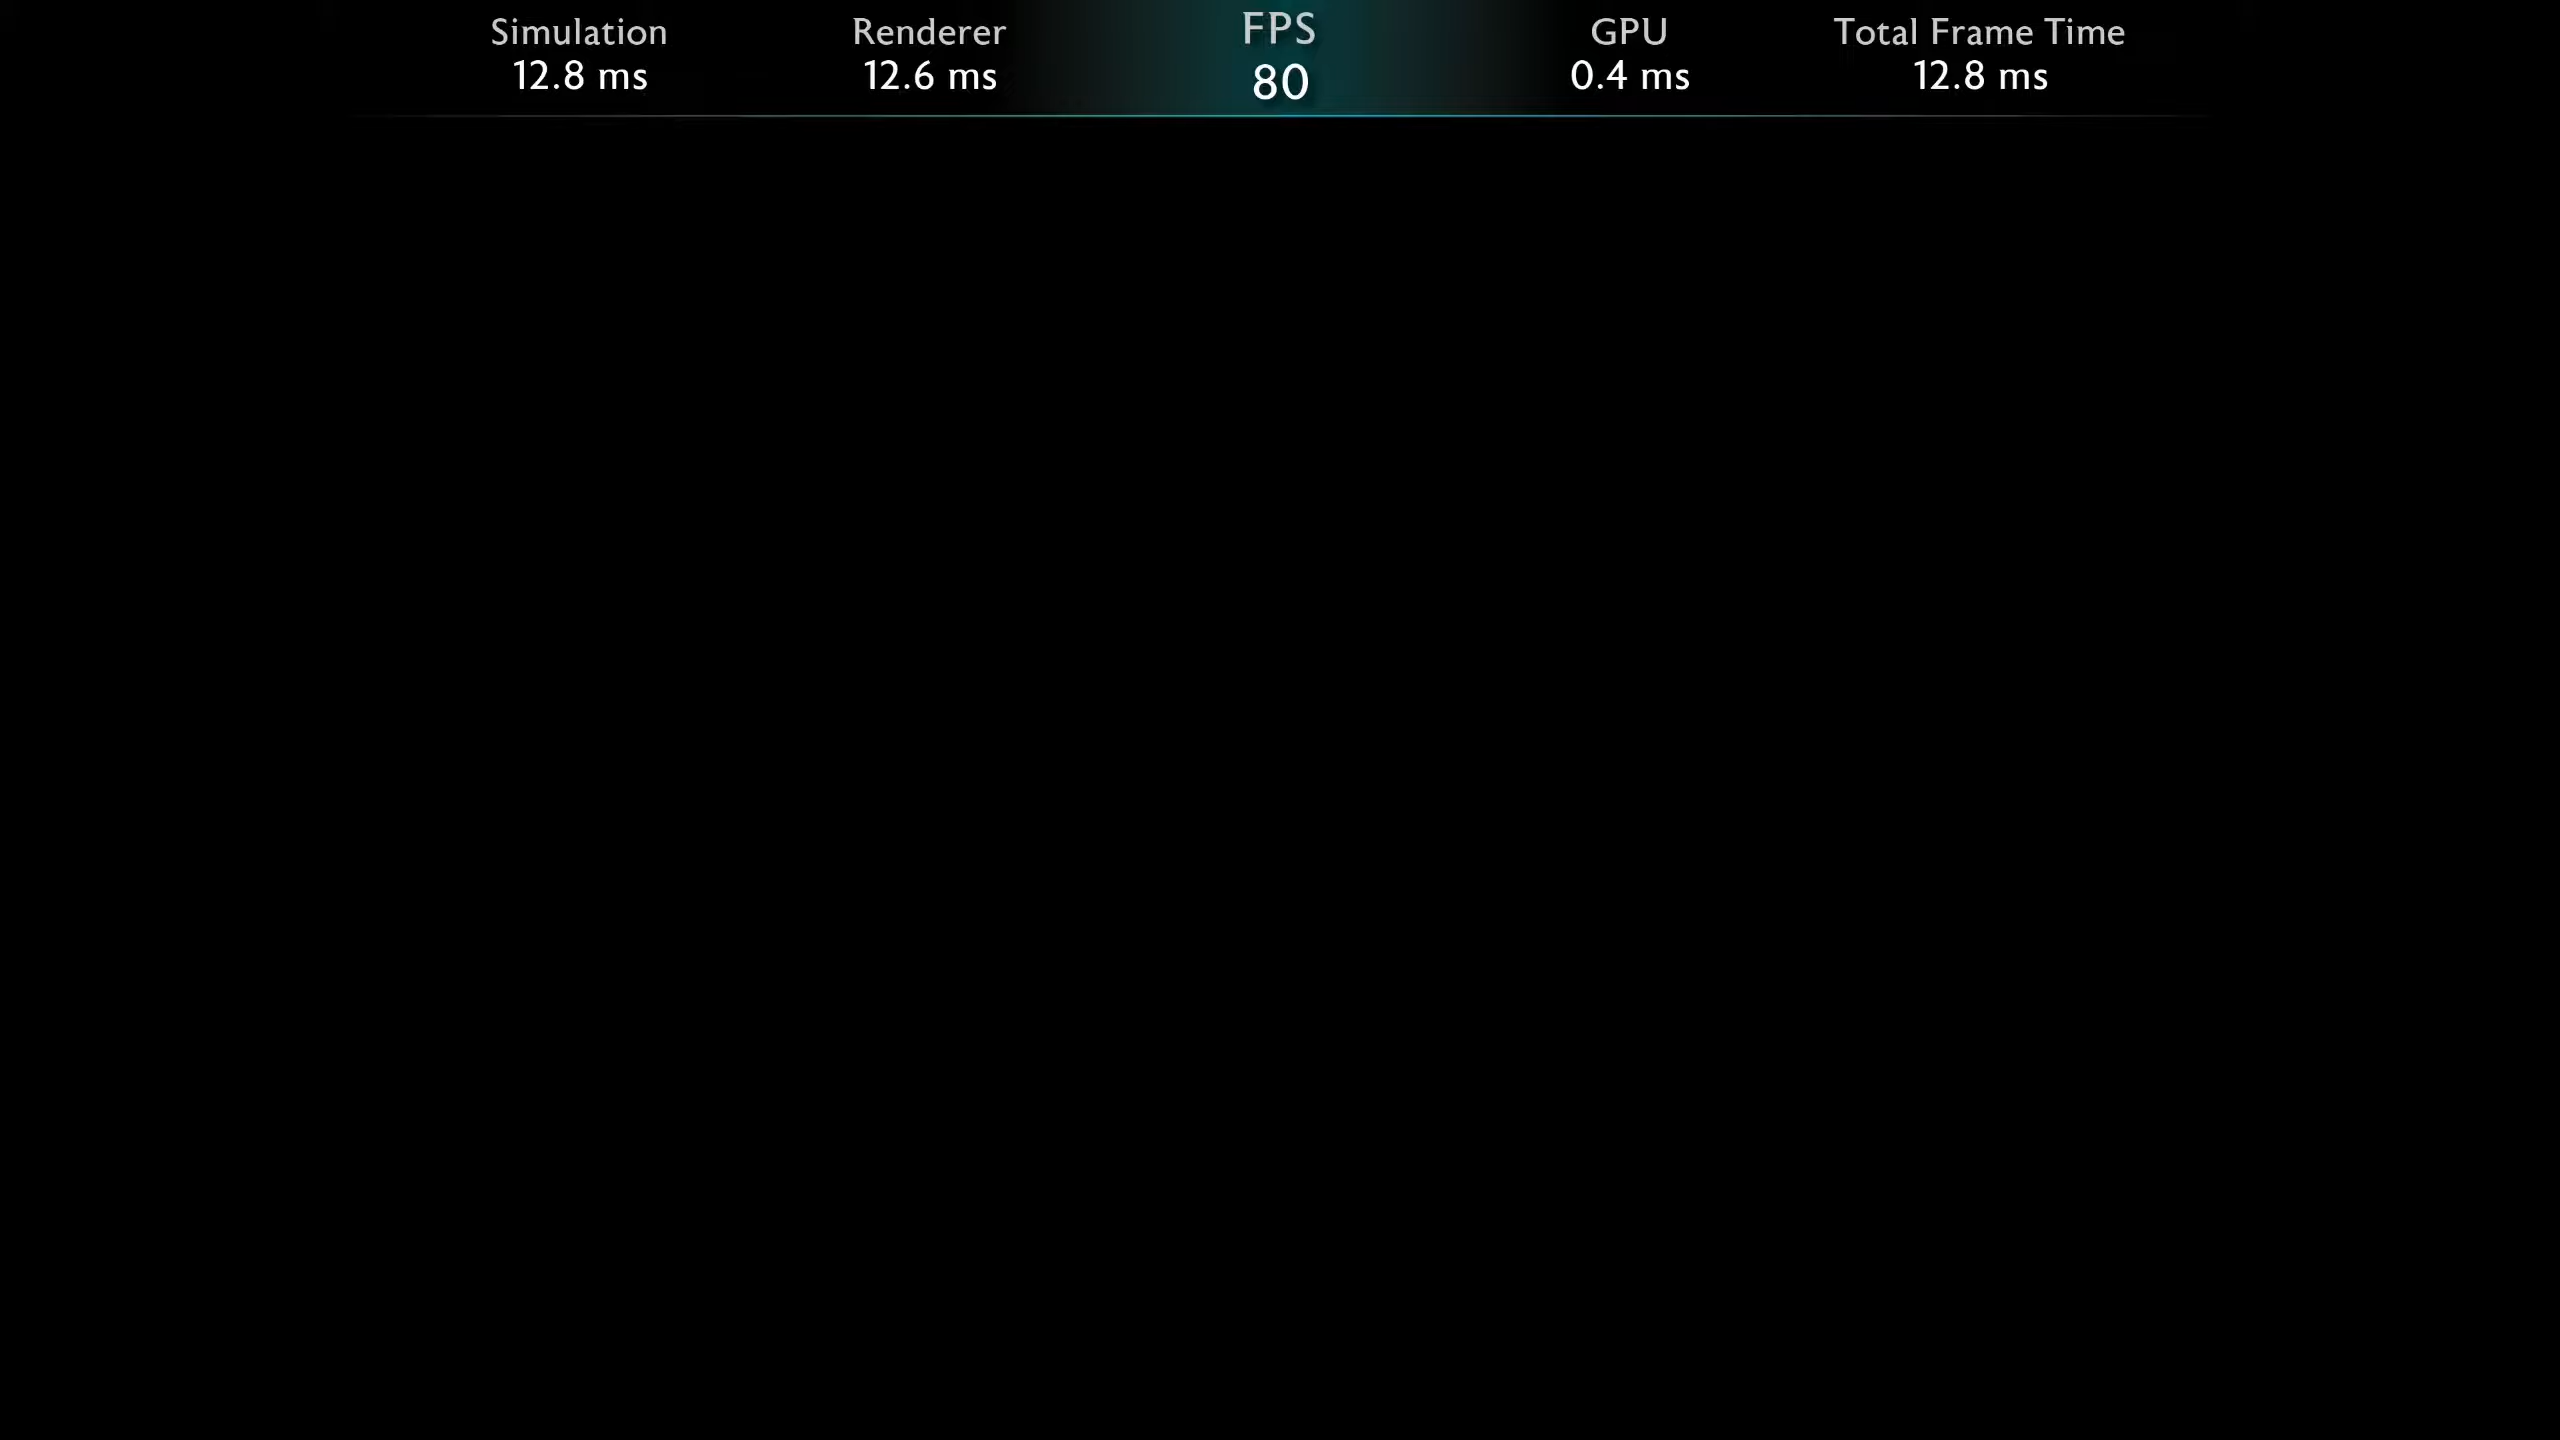 Simulation Renderer FPS GPU Total Frame Time
12.8 ms 12.6 ms 80 0.4 ms 12.8 ms